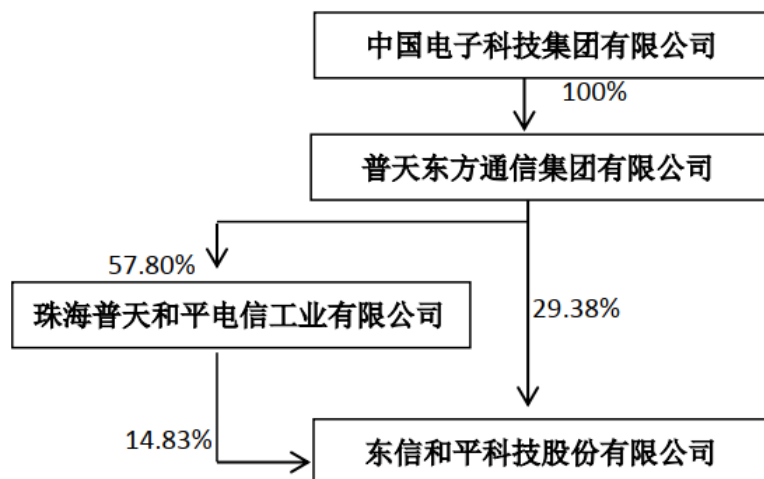 中国电子科技集团有限公司
100%
普天东方通信集团有限公司
57.80%
珠海普天和平电信工业有限公司
29.38%
14.83%
东信和平科技股份有限公司